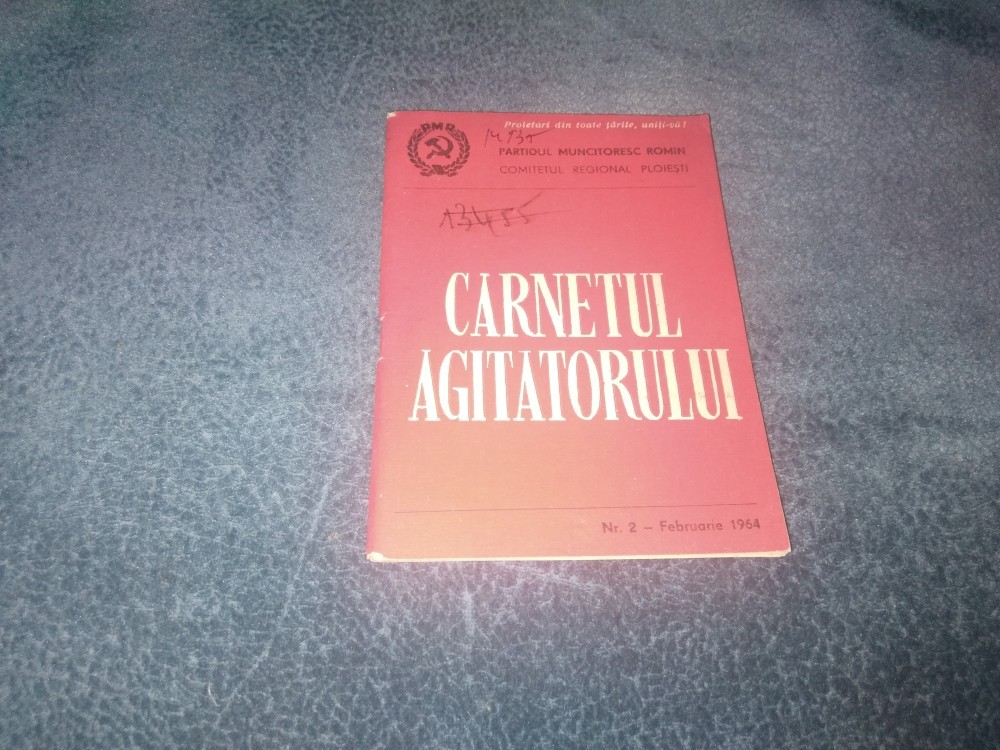 Proletari din toate țările, uniți-vă!
PMR
PARTIDUL MUNCITORESC ROMÎN
COMITETUL REGIONAL PLOIEȘTI
13455
CARNETUL
AGITATORULUI
Nr. 2 — Februarie 1964